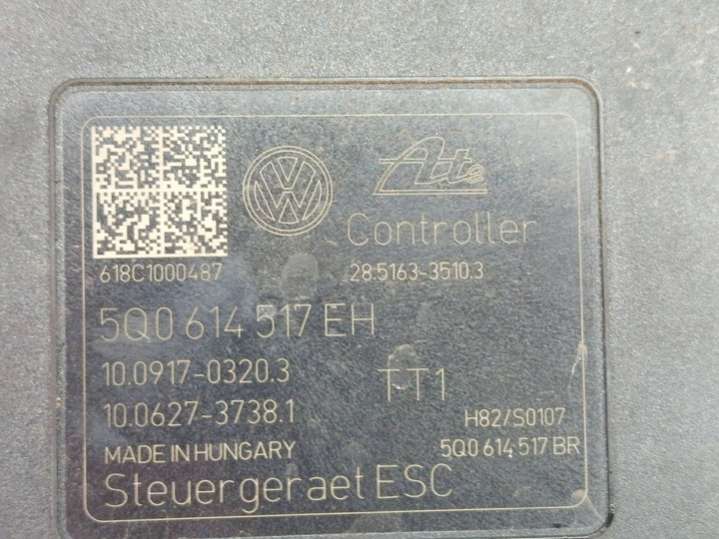 Ate
Controller
618C1000487 28.5163-3510.3
5Q0 614 517 EH
10.0917-0320.3 TT1
10.0627-3738.1 H82/S0107
MADE IN HUNGARY 5Q0 614 517 BR
Steuergeraet ESC